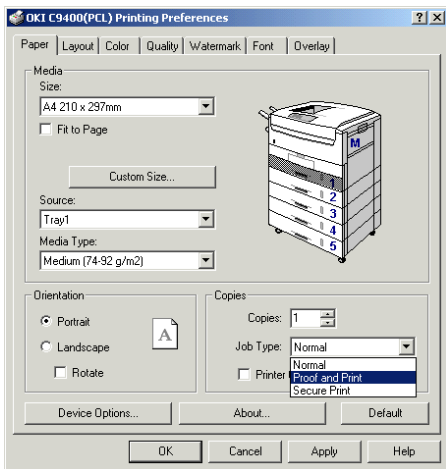 OKI C9400(PCL) Printing Preferences
Paper Layout Color Quality Watermark Font Overlay
Media
Size:
A4 210 x 297mm
Fit to Page
Custom Size...
Source:
Tray1
Media Type:
Medium (74-92 g/m2)
M
1
2
3
4
5
Orientation
Portrait
Landscape
Rotate
A
Copies
Copies: 1
Job Type: Normal
Normal
Proof and Print
Secure Print
Printer
Device Options... About... Default
OK Cancel Apply Help